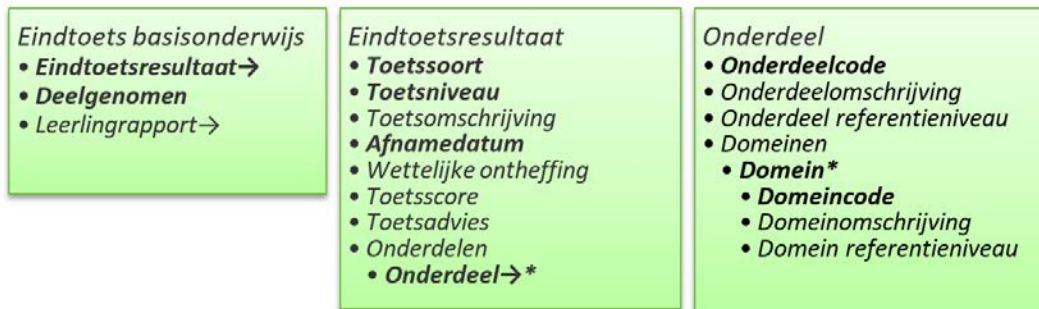 Eindtoets basisonderwijs
• Eindtoetsresultaat→
• Deelgenomen
• Leerlingrapport→
Eindtoetsresultaat
• Toetssoort
• Toetsniveau
• Toetsomschrijving
• Afnamedatum
• Wettelijke ontheffing
• Toetsscore
• Toetsadvies
• Onderdelen
• Onderdeel→*
Onderdeel
• Onderdeelcode
• Onderdeelomschrijving
• Onderdeel referentieniveau
• Domeinen
• Domein*
• Domeincode
• Domeinomschrijving
• Domein referentieniveau